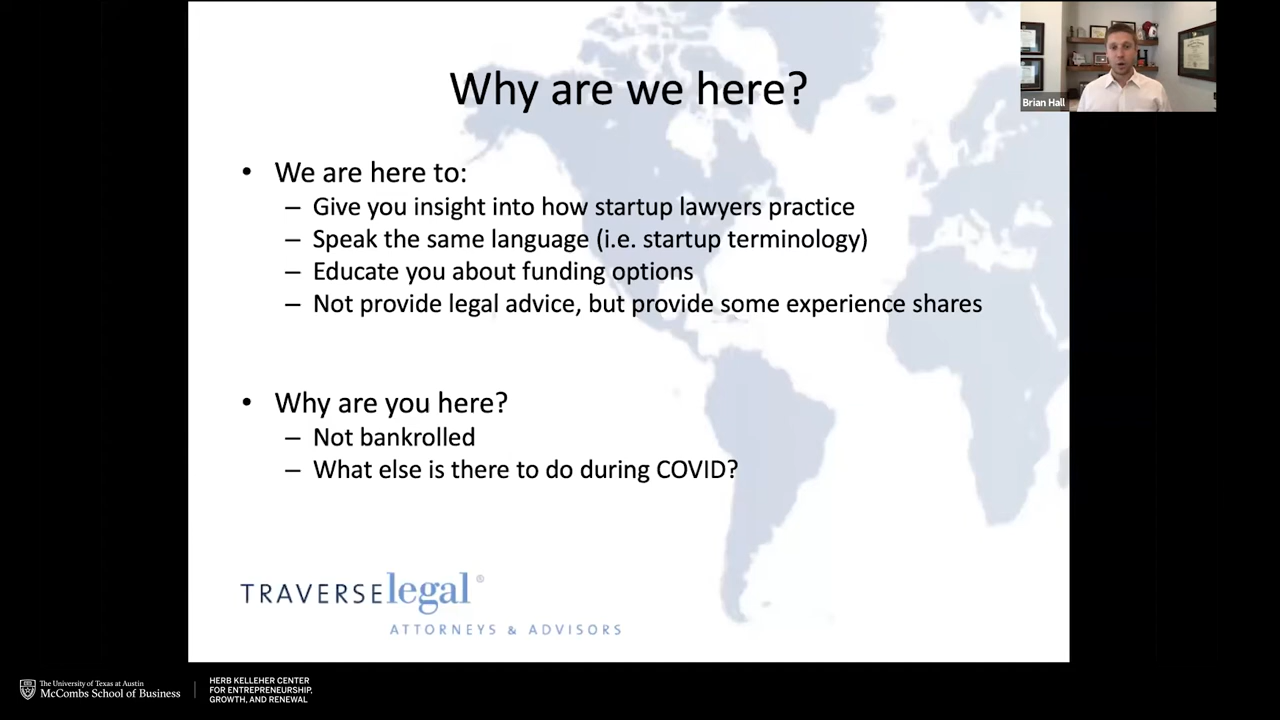 Why are we here?
Brian Hall
• We are here to:
– Give you insight into how startup lawyers practice
– Speak the same language (i.e. startup terminology)
– Educate you about funding options
– Not provide legal advice, but provide some experience shares
• Why are you here?
– Not bankrolled
– What else is there to do during COVID?
TRAVERSElegal®
ATTORNEYS & ADVISORS
The University of Texas at Austin
McCombs School of Business
HERB KELLEHER CENTER
FOR ENTREPRENEURSHIP,
GROWTH, AND RENEWAL